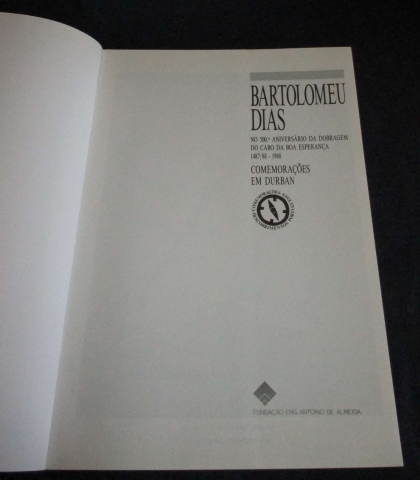 BARTOLOMEU
DIAS
NO 500.º ANIVERSÁRIO DA DOBRAGEM
DO CABO DA BOA ESPERANÇA
1487/88 - 1988
COMEMORAÇÕES
EM DURBAN
FUNDAÇÃO ENG. ANTÓNIO DE ALMEIDA